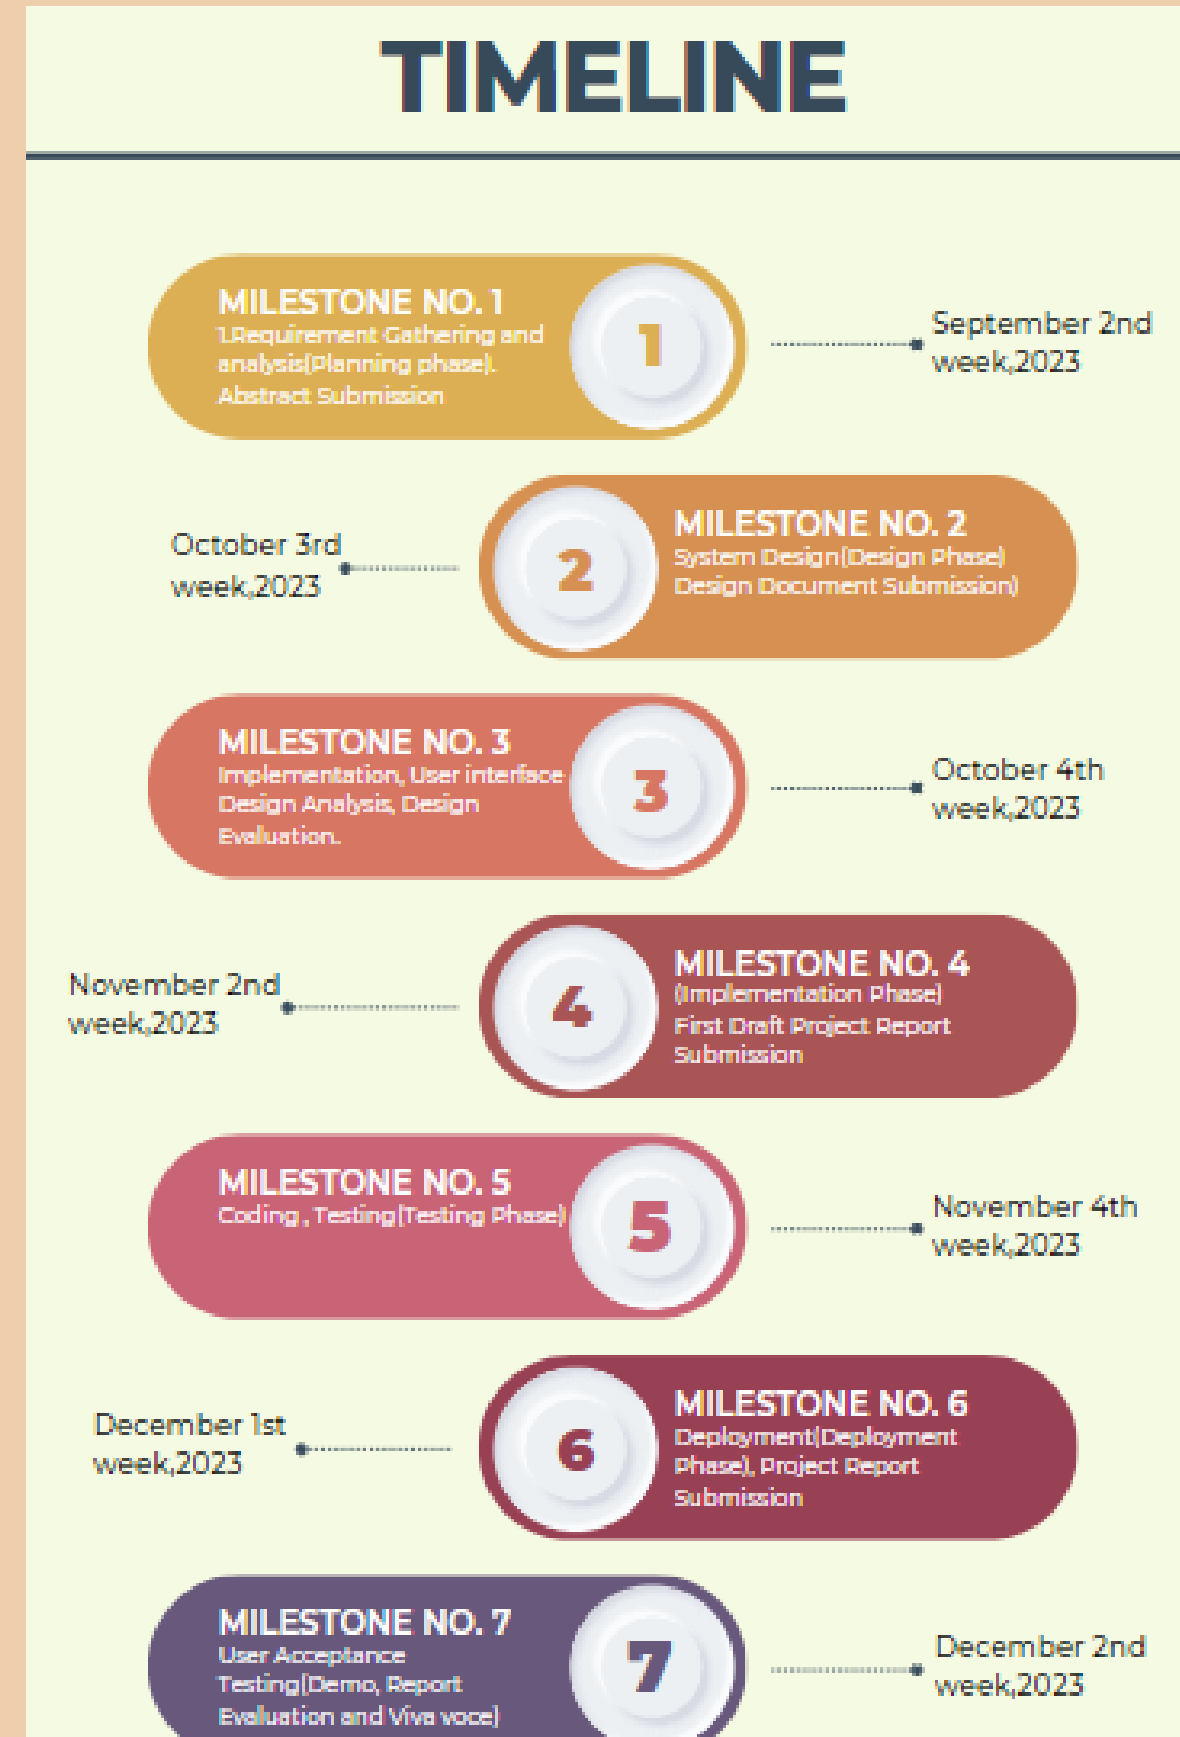 TIMELINE
MILESTONE NO. 1
1.Requirement Gathering and
analysis(Planning phase).
Abstract Submission
1
September 2nd
week,2023
October 3rd
week,2023
2
MILESTONE NO. 2
System Design(Design Phase)
Design Document Submission)
MILESTONE NO. 3
Implementation, User interface
Design Analysis, Design
Evaluation.
3
October 4th
week,2023
November 2nd
week,2023
4
MILESTONE NO. 4
(Implementation Phase)
First Draft Project Report
Submission
MILESTONE NO. 5
Coding , Testing(Testing Phase)
5
November 4th
week,2023
December 1st
week,2023
6
MILESTONE NO. 6
Deployment(Deployment
Phase), Project Report
Submission
MILESTONE NO. 7
User Acceptance
Testing(Demo, Report
Evaluation and Viva voce)
7
December 2nd
week,2023